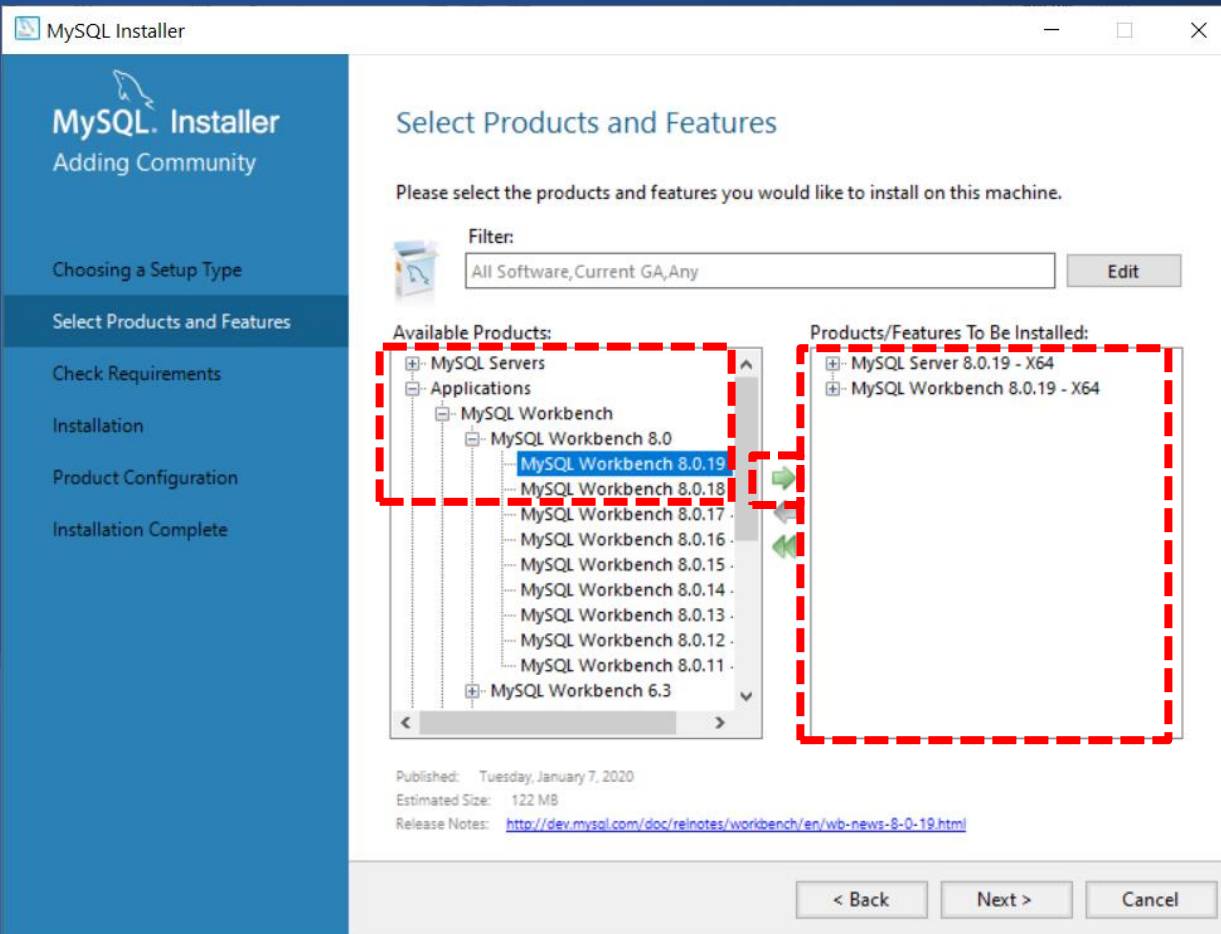 MySQL Installer
MySQL. Installer
Adding Community
Choosing a Setup Type
Select Products and Features
Check Requirements
Installation
Product Configuration
Installation Complete
Select Products and Features
Please select the products and features you would like to install on this machine.
Filter:
All Software,Current GA,Any
Edit
Available Products:
MySQL Servers
Applications
MySQL Workbench
MySQL Workbench 8.0
MySQL Workbench 8.0.19
MySQL Workbench 8.0.18
MySQL Workbench 8.0.17 -
MySQL Workbench 8.0.16 -
MySQL Workbench 8.0.15 -
MySQL Workbench 8.0.14 -
MySQL Workbench 8.0.13 -
MySQL Workbench 8.0.12 -
MySQL Workbench 8.0.11 -
MySQL Workbench 6.3
Products/Features To Be Installed:
MySQL Server 8.0.19 - X64
MySQL Workbench 8.0.19 - X64
Published: Tuesday, January 7, 2020
Estimated Size: 122 MB
Release Notes: http://dev.mysql.com/doc/relnotes/workbench/en/wb-news-8-0-19.html
< Back
Next >
Cancel